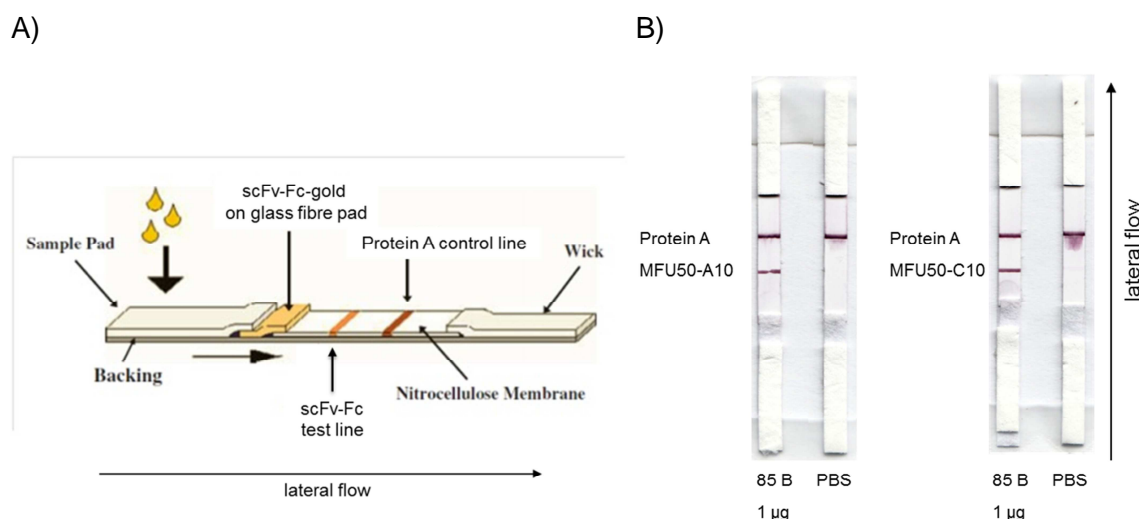 A)
scFv-Fc-gold
on glass fibre pad
Sample Pad
Protein A control line
Wick
Backing
Nitrocellulose Membrane
scFv-Fc
test line
lateral flow
B)
Protein A
MFU50-A10
85 B
PBS
1 µg
Protein A
MFU50-C10
85 B
PBS
1 µg
lateral flow